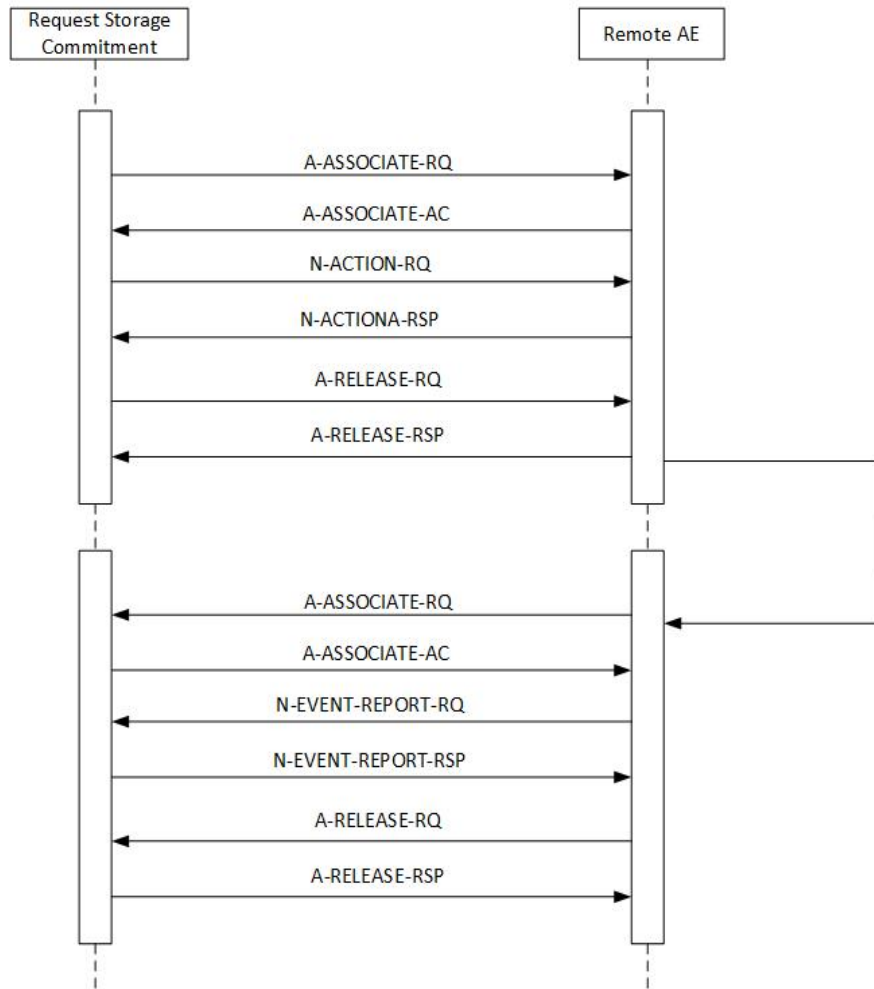 Request Storage
Commitment
Remote AE
A-ASSOCIATE-RQ
A-ASSOCIATE-AC
N-ACTION-RQ
N-ACTIONA-RSP
A-RELEASE-RQ
A-RELEASE-RSP
A-ASSOCIATE-RQ
A-ASSOCIATE-AC
N-EVENT-REPORT-RQ
N-EVENT-REPORT-RSP
A-RELEASE-RQ
A-RELEASE-RSP